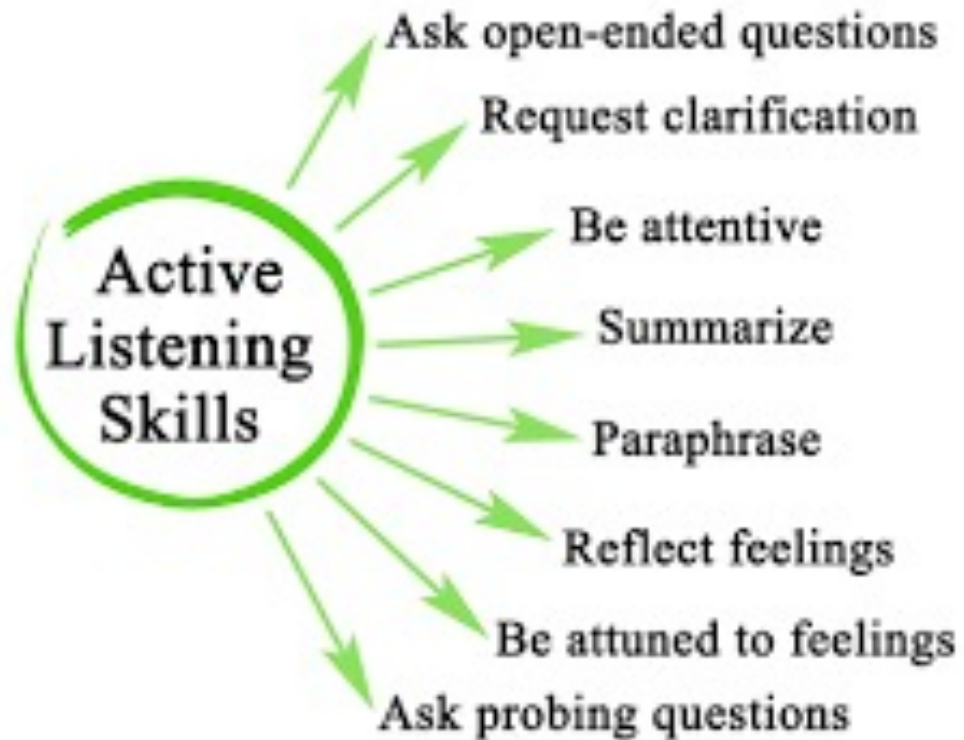 Active
Listening
Skills
Ask open-ended questions
Request clarification
Be attentive
Summarize
Paraphrase
Reflect feelings
Be attuned to feelings
Ask probing questions